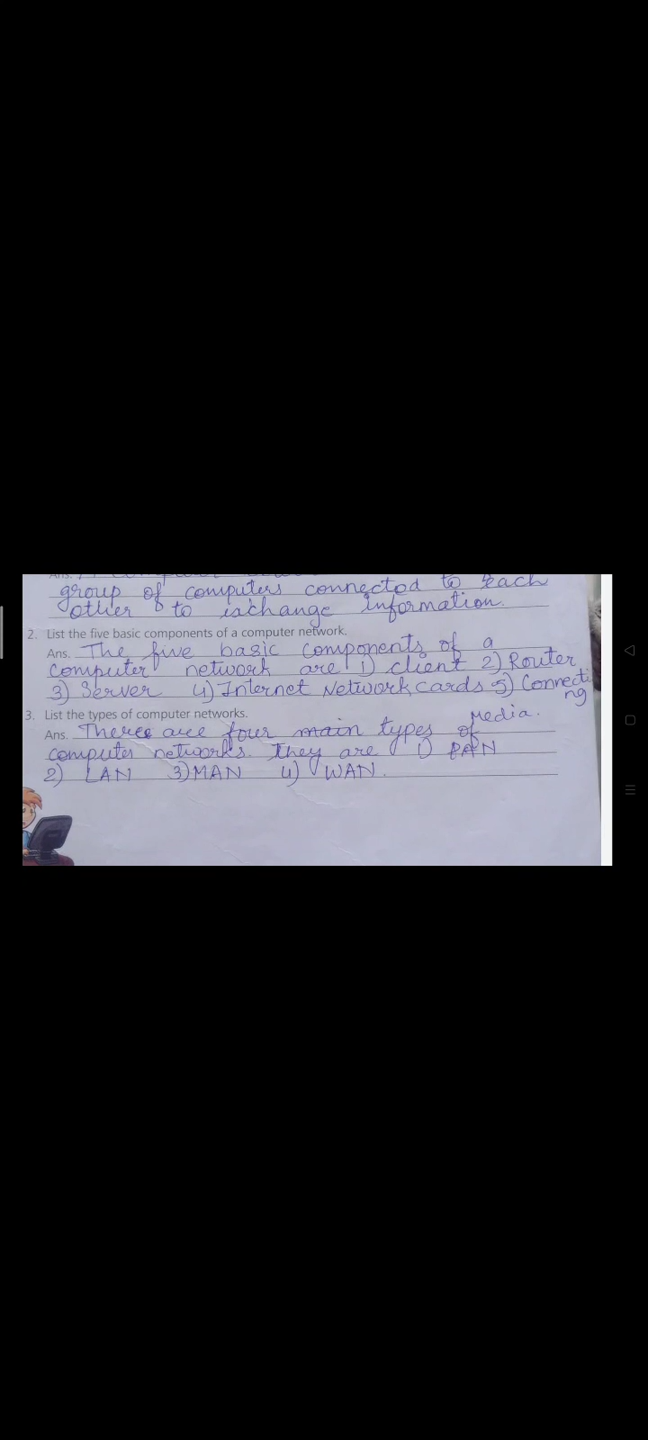 Ans.
group of computers connected to each
other to exchange information.
2. List the five basic components of a computer network.
Ans. The five basic components of a
computer network are 1) client 2) Router
3) Server 4) Internet Network cards 5) Connecti
ng
Media.
3. List the types of computer networks.
Ans. There are four main types of
computer networks. They are 1) PAN
2) LAN 3) MAN 4) WAN.